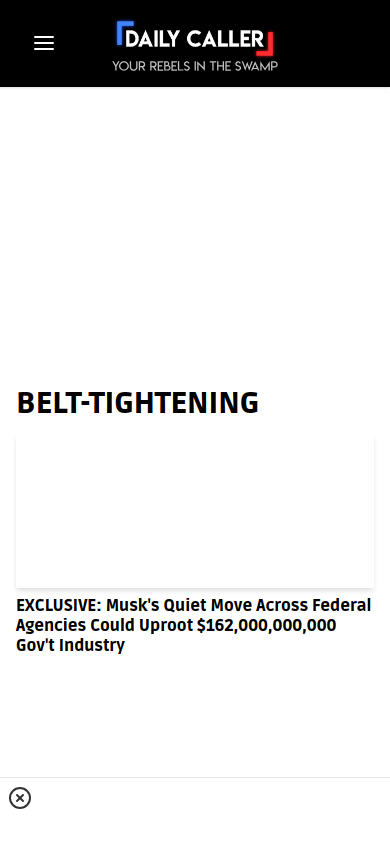 DAILY CALLER
YOUR REBELS IN THE SWAMP
BELT-TIGHTENING
EXCLUSIVE: Musk's Quiet Move Across Federal
Agencies Could Uproot $162,000,000,000
Gov't Industry